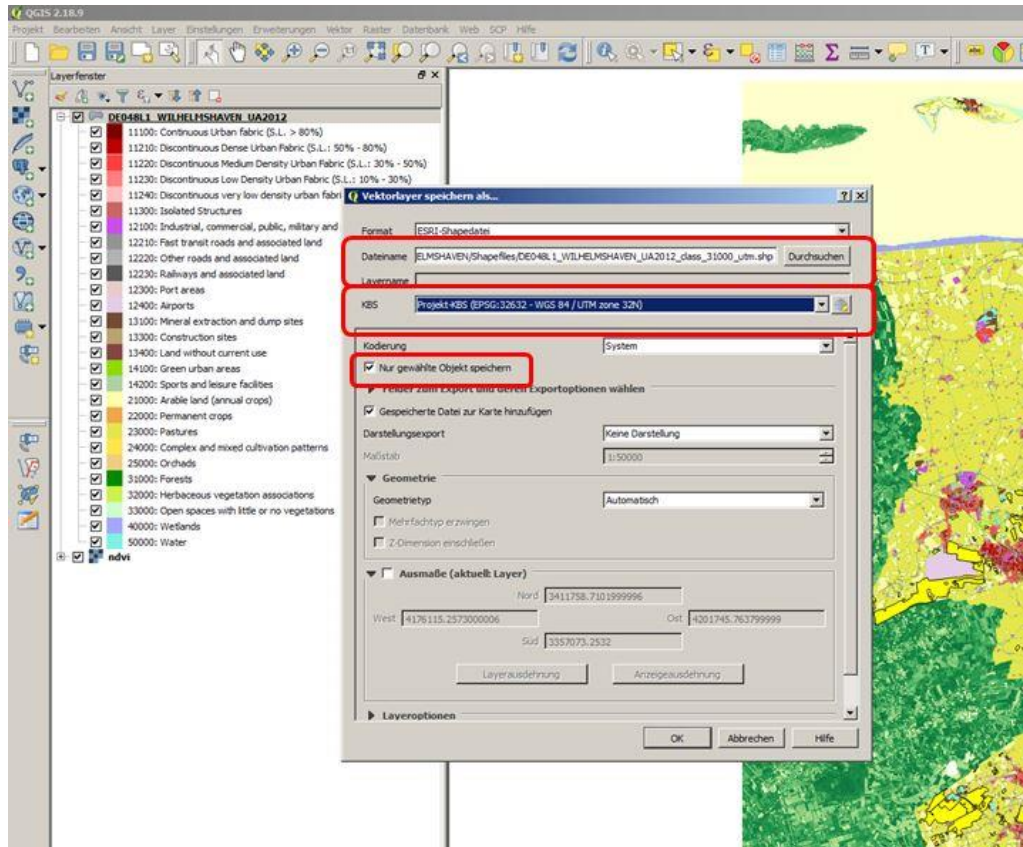 QGIS 2.18.9
Projekt Bearbeiten Ansicht Layer Einstellungen Erweiterungen Vektor Raster Datenbank Web SCP Hilfe
Layerfenster
DE048L1_WILHELMSHAVEN_UA2012
11100: Continuous Urban fabric (S.L. > 80%)
11210: Discontinuous Dense Urban Fabric (S.L.: 50% - 80%)
11220: Discontinuous Medium Density Urban Fabric (S.L.: 30% - 50%)
11230: Discontinuous Low Density Urban Fabric (S.L.: 10% - 30%)
11240: Discontinuous very low density urban fabri
11300: Isolated Structures
12100: Industrial, commercial, public, military and
12210: Fast transit roads and associated land
12220: Other roads and associated land
12230: Railways and associated land
12300: Port areas
12400: Airports
13100: Mineral extraction and dump sites
13300: Construction sites
13400: Land without current use
14100: Green urban areas
14200: Sports and leisure facilities
21000: Arable land (annual crops)
22000: Permanent crops
23000: Pastures
24000: Complex and mixed cultivation patterns
25000: Orchads
31000: Forests
32000: Herbaceous vegetation associations
33000: Open spaces with little or no vegetations
40000: Wetlands
50000: Water
ndvi
Vektorlayer speichern als...
Format ESRI-Shapedatei
Dateiname ELMSHAVEN/Shapefiles/DE048L1_WILHELMSHAVEN_UA2012_class_31000_utm.shp Durchsuchen
Layername
KBS Projekt-KBS (EPSG:32632 - WGS 84 / UTM zone 32N)
Kodierung System
Nur gewählte Objekt speichern
Felder zum Export und deren Exportoptionen wählen
Gespeicherte Datei zur Karte hinzufügen
Darstellungsexport Keine Darstellung
Maßstab 1:50000
Geometrie
Geometrietyp Automatisch
Mehrfachtyp erzwingen
Z-Dimension einschließen
Ausmaße (aktuell: Layer)
Nord 3411758.7101999996
West 4176115.2573000006 Ost 4201745.763799999
Süd 3357073.2532
Layerausdehnung Anzeigeausdehnung
Layeroptionen
OK Abbrechen Hilfe